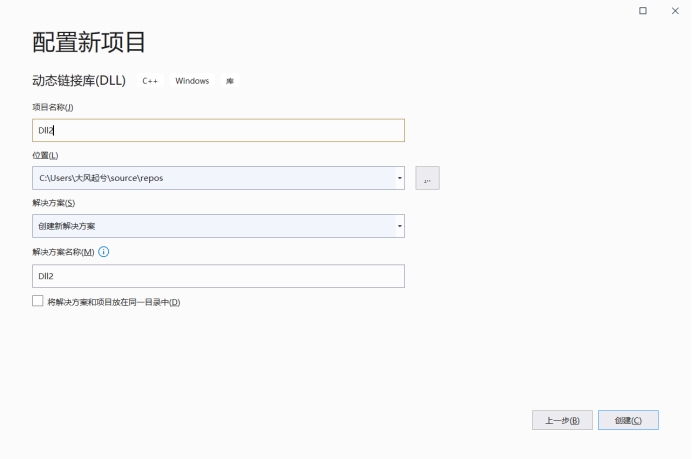 配置新项目
动态链接库(DLL) C++ Windows 库
项目名称(J)
Dll2
位置(L)
C:\Users\大风起兮\source\repos ...
解决方案(S)
创建新解决方案
解决方案名称(M) i
Dll2
将解决方案和项目放在同一目录中(D)
上一步(B) 创建(C)